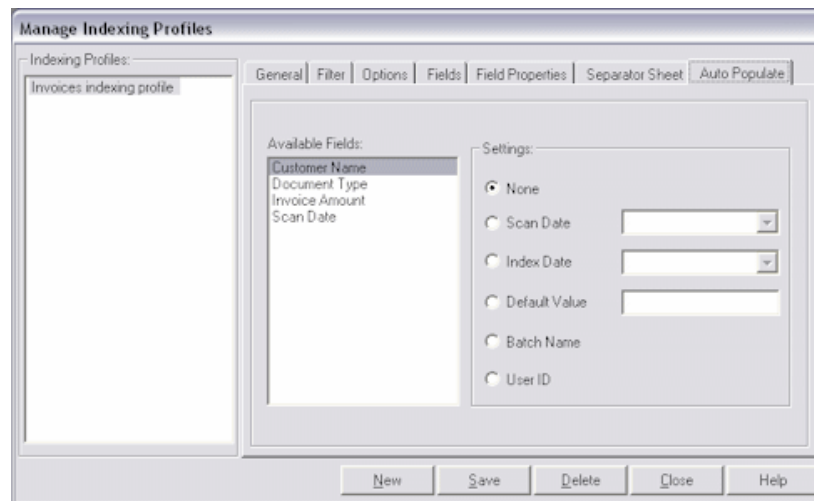 Manage Indexing Profiles
Indexing Profiles:
Invoices indexing profile
General Filter Options Fields Field Properties Separator Sheet Auto Populate
Available Fields:
Customer Name
Document Type
Invoice Amount
Scan Date
Settings:
None
Scan Date
Index Date
Default Value
Batch Name
User ID
New Save Delete Close Help